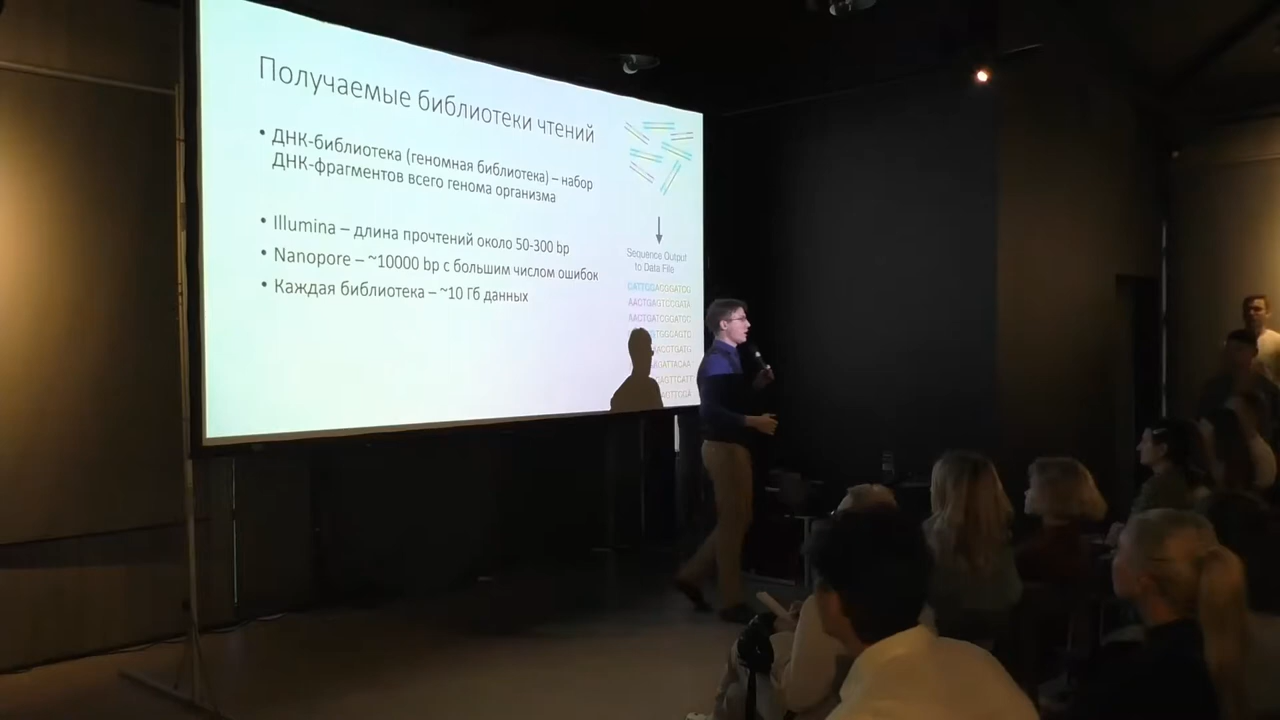 Получаемые библиотеки чтений
• ДНК-библиотека (геномная библиотека) – набор
ДНК-фрагментов всего генома организма
• Illumina – длина прочтений около 50-300 bp
• Nanopore – ~10000 bp с большим числом ошибок
• Каждая библиотека – ~10 Гб данных
Sequence Output
to Data File